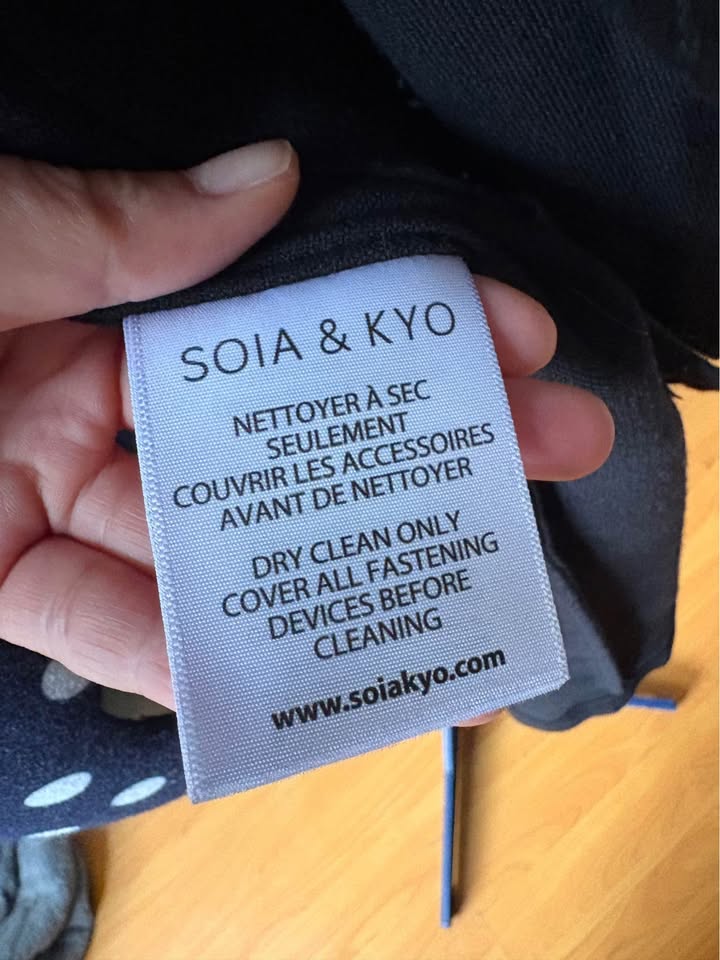 SOIA & KYO
NETTOYER À SEC
SEULEMENT
COUVRIR LES ACCESSOIRES
AVANT DE NETTOYER
DRY CLEAN ONLY
COVER ALL FASTENING
DEVICES BEFORE
CLEANING
www.soiakyo.com